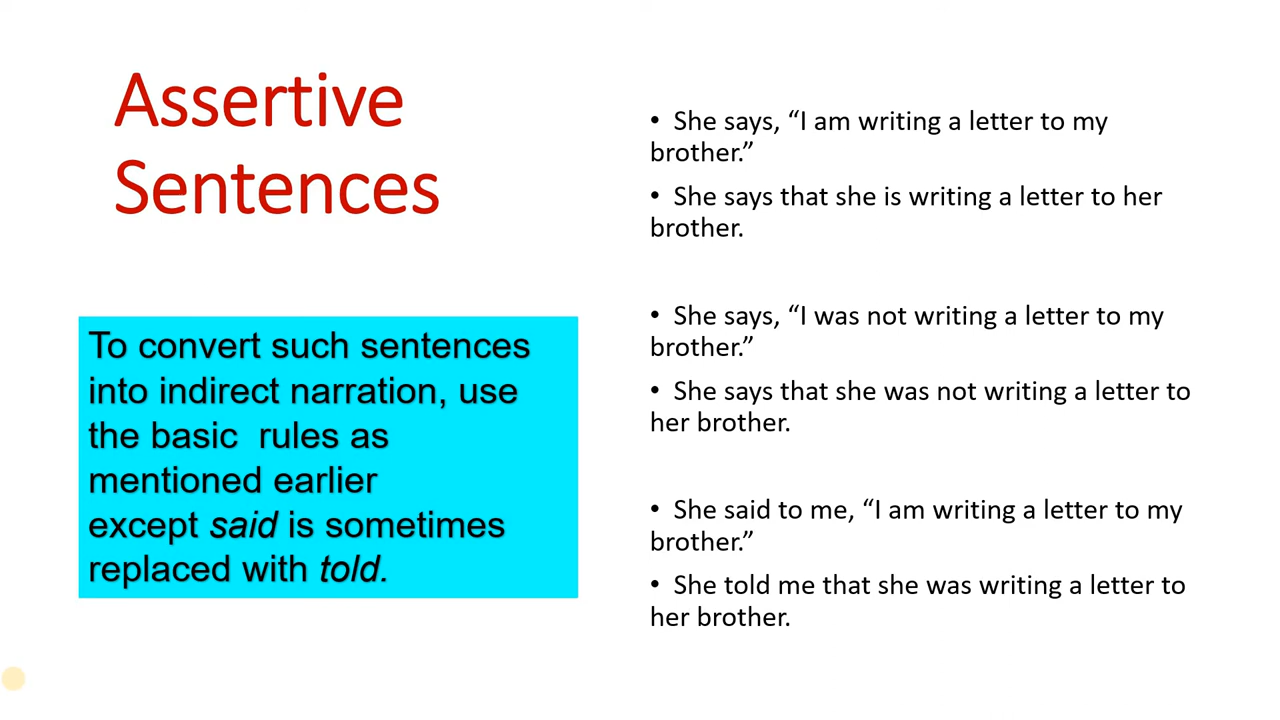 Assertive
Sentences
To convert such sentences
into indirect narration, use
the basic  rules as
mentioned earlier
except said is sometimes
replaced with told.
• She says, “I am writing a letter to my
brother.”
• She says that she is writing a letter to her
brother.
• She says, “I was not writing a letter to my
brother.”
• She says that she was not writing a letter to
her brother.
• She said to me, “I am writing a letter to my
brother.”
• She told me that she was writing a letter to
her brother.